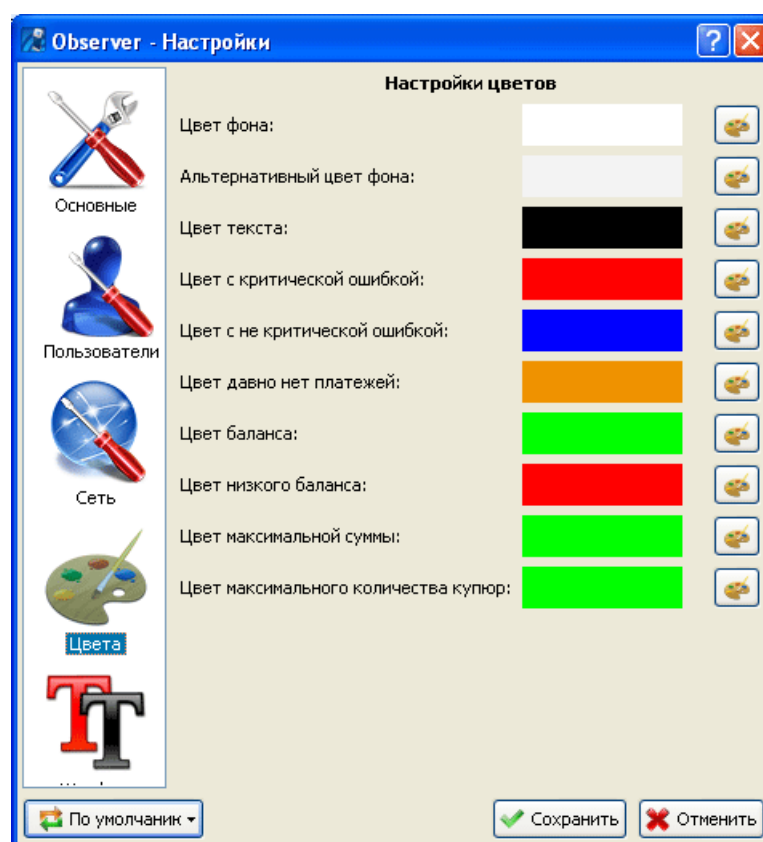 Observer - Настройки
Настройки цветов
Цвет фона:
Альтернативный цвет фона:
Цвет текста:
Цвет с критической ошибкой:
Цвет с не критической ошибкой:
Цвет давно нет платежей:
Цвет баланса:
Цвет низкого баланса:
Цвет максимальной суммы:
Цвет максимального количества купюр:
Основные
Пользователи
Сеть
Цвета
По умолчанию
Сохранить
Отменить